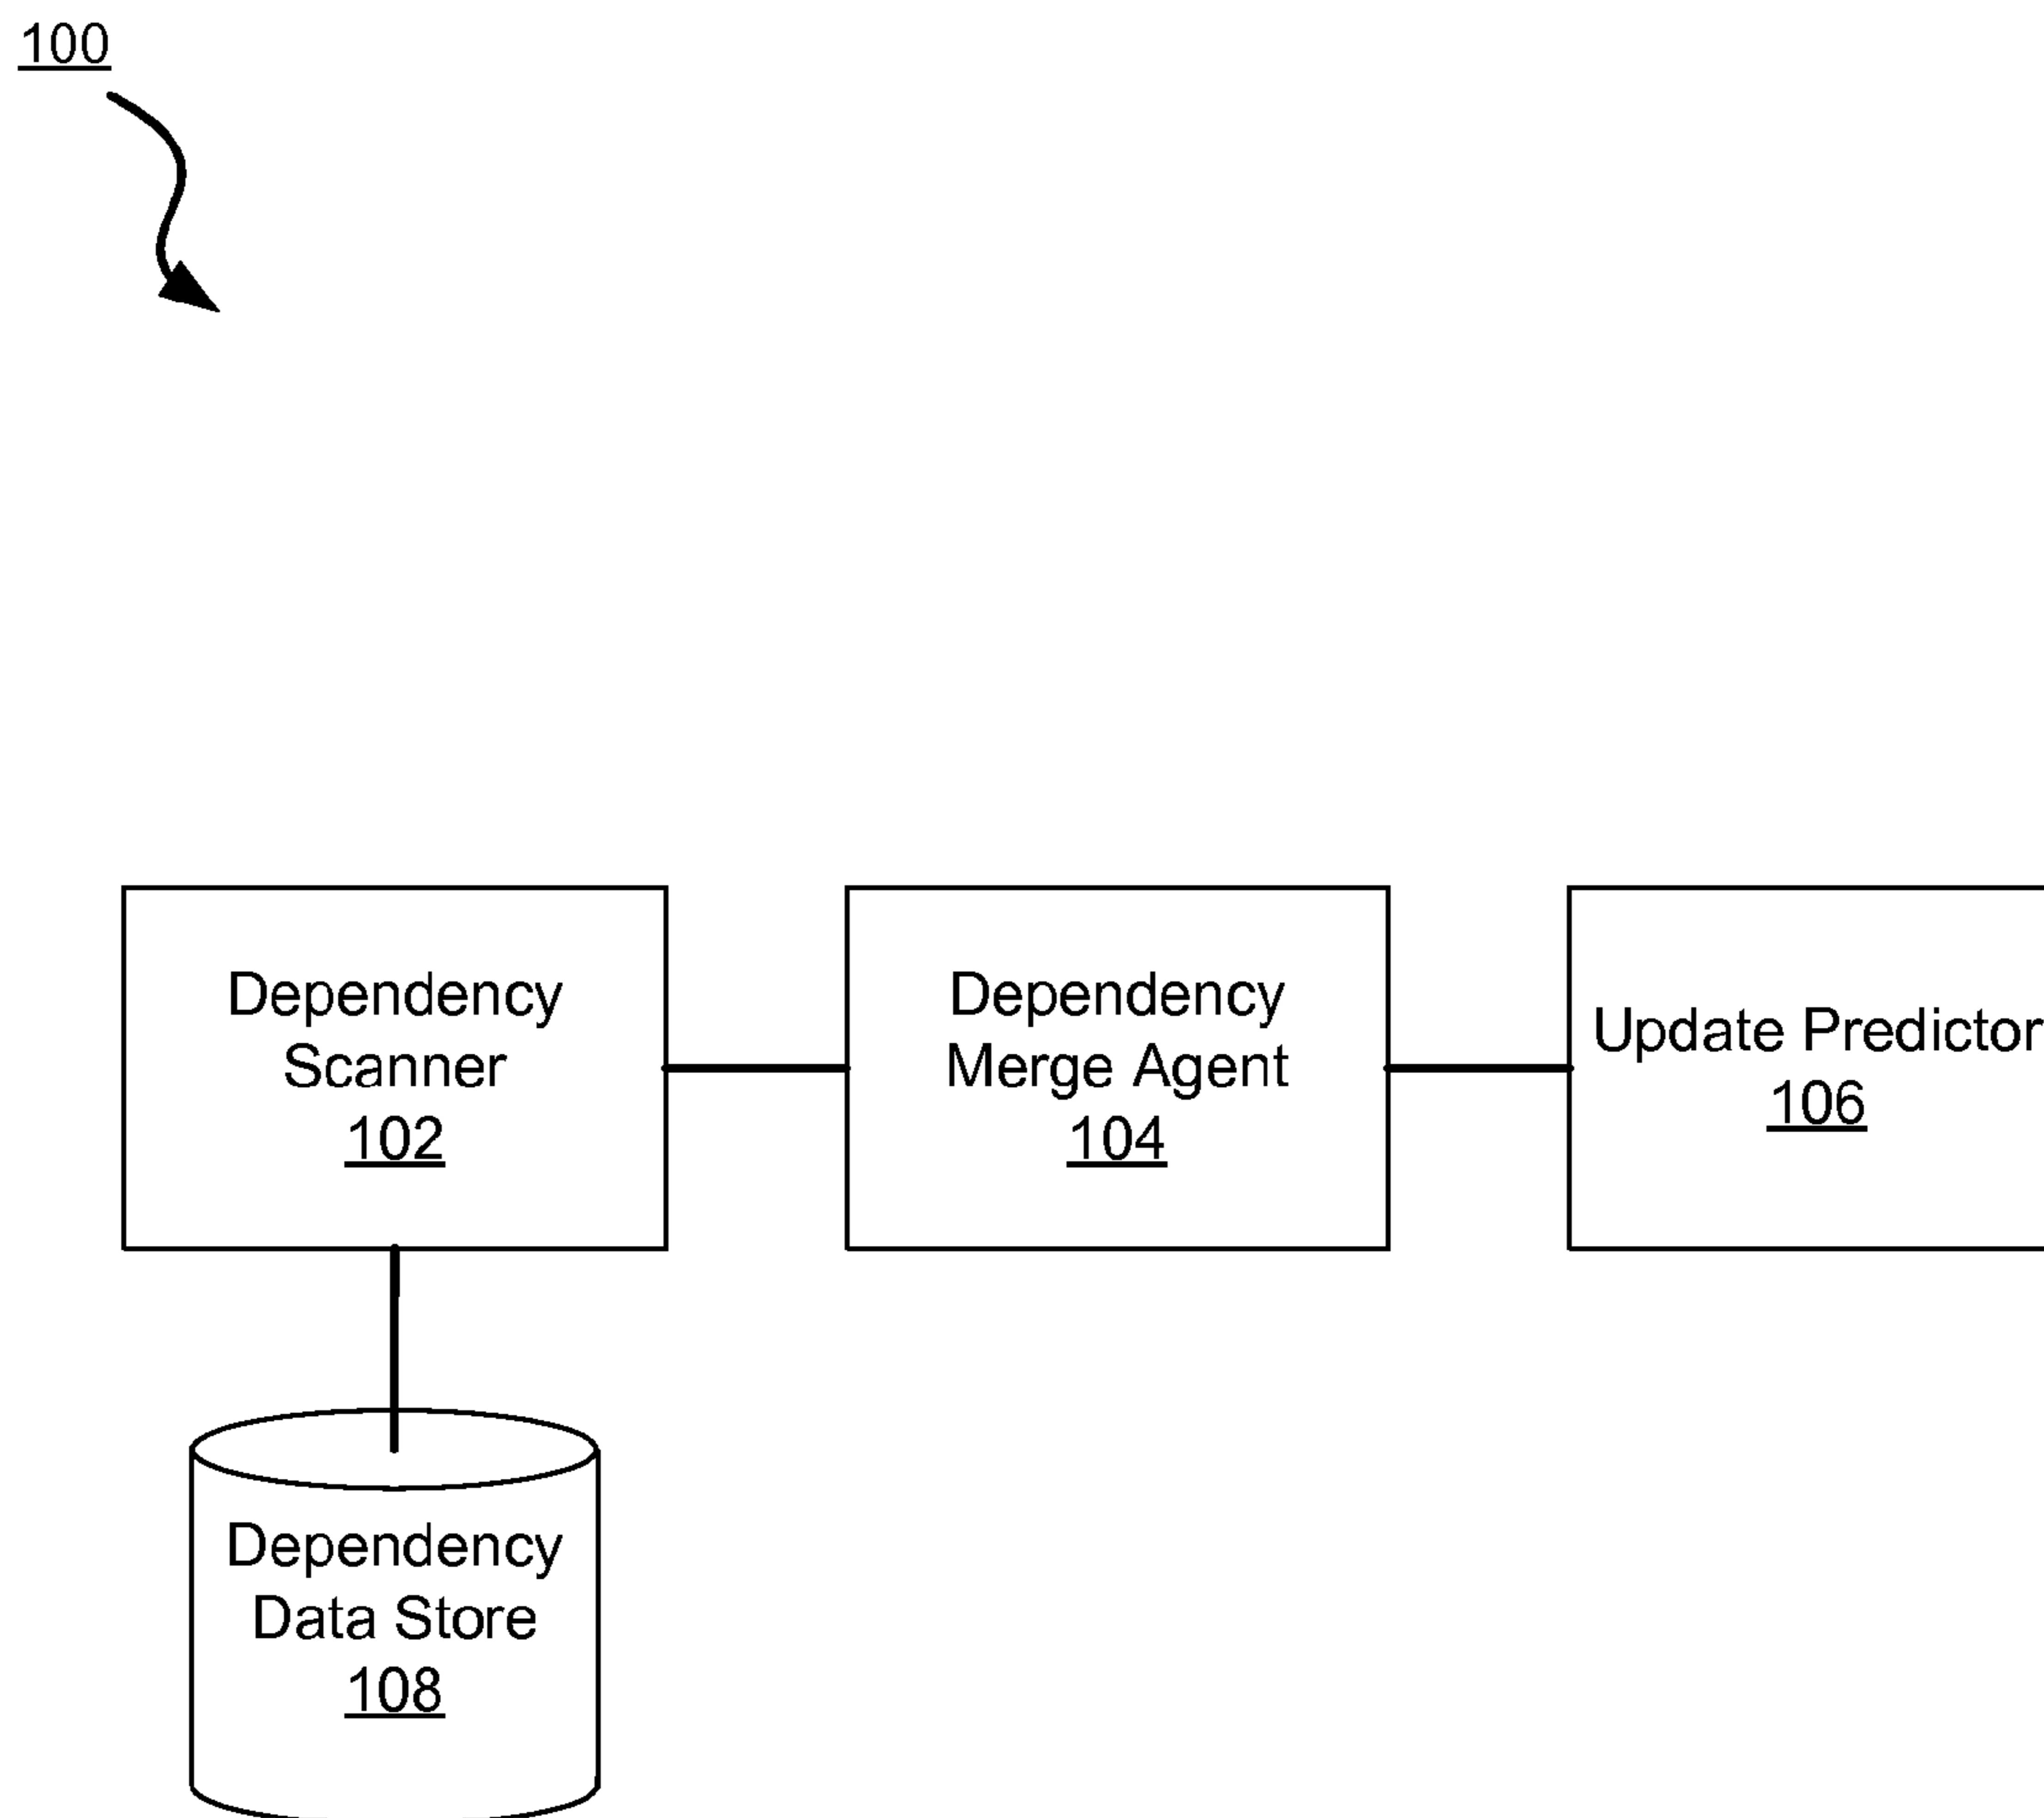 100
Dependency
Scanner
102
Dependency
Merge Agent
104
Update Predictor
106
Dependency
Data Store
108